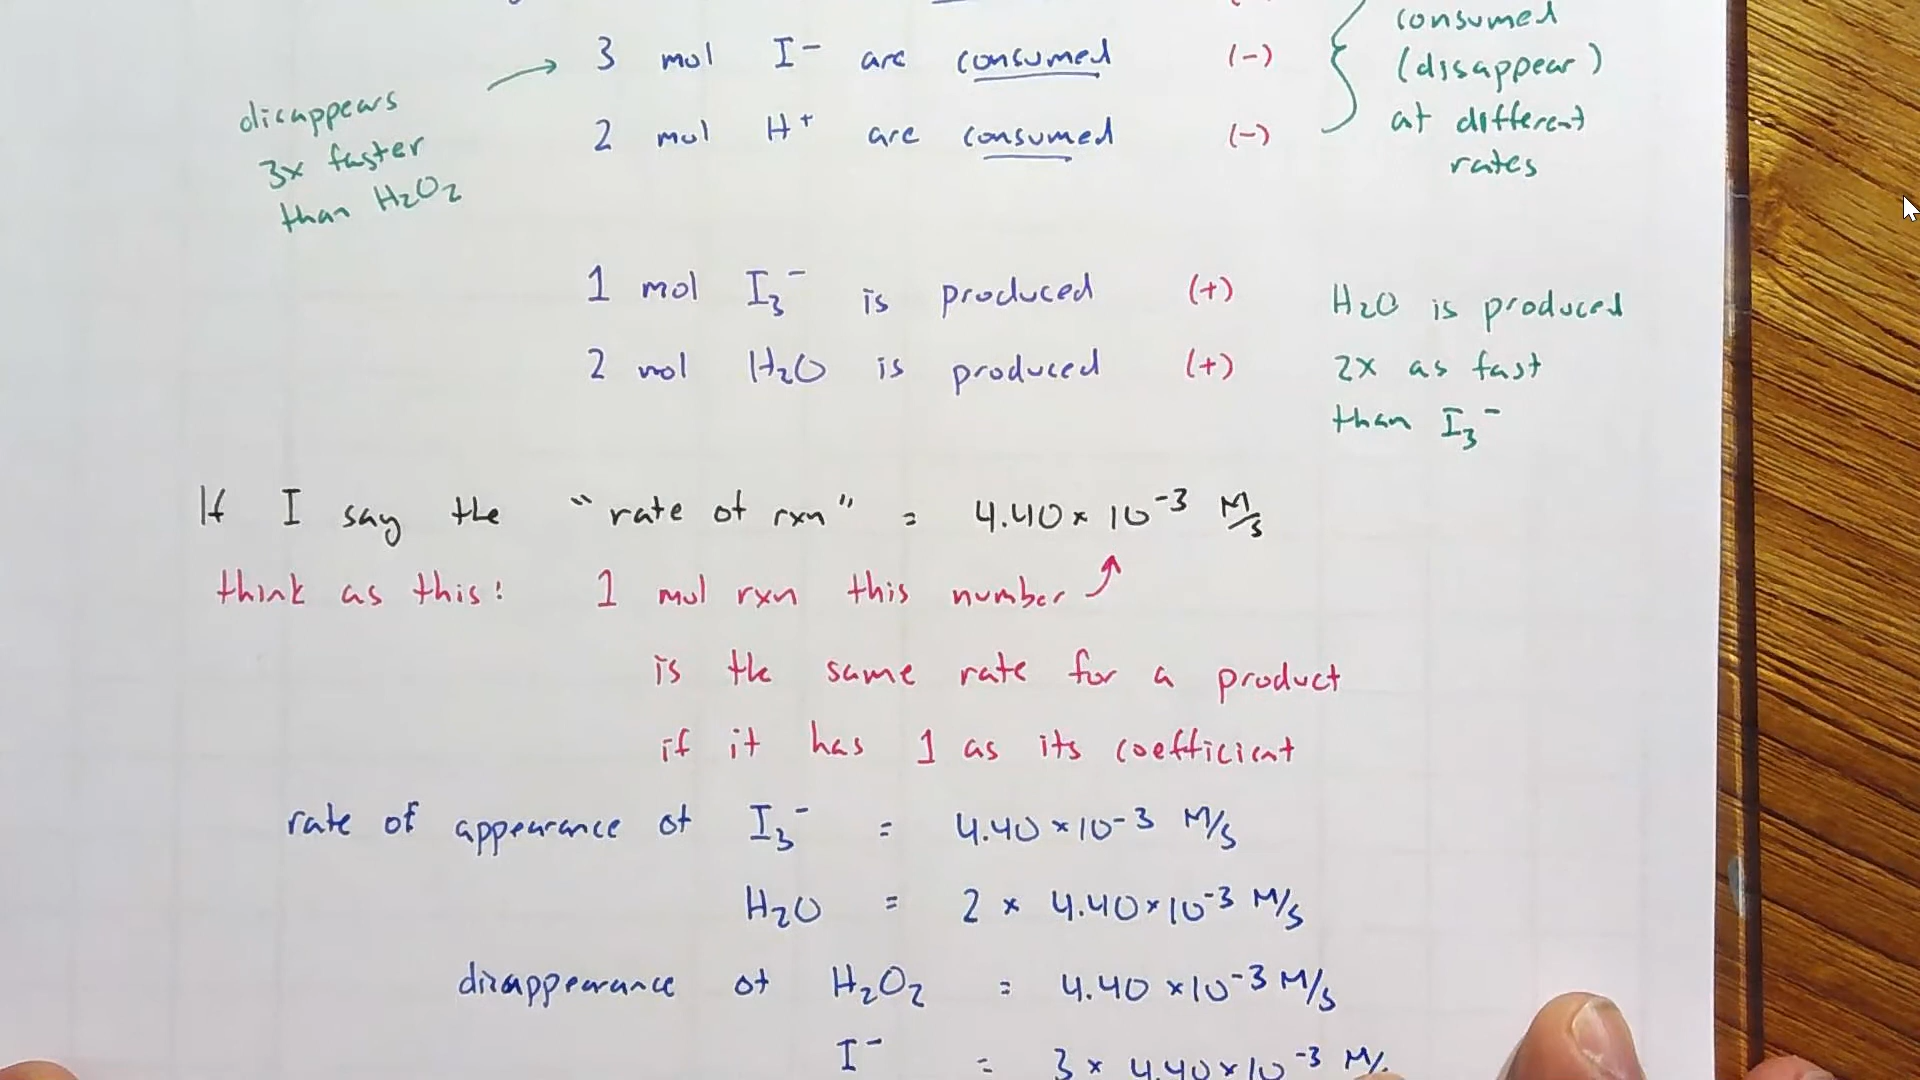 3 mol I⁻ are consumed (-)
2 mol H⁺ are consumed (-)
disappears
3x faster
than H₂O₂
consumed
(disappear)
at different
rates
1 mol I₃⁻ is produced (+)
2 mol H₂O is produced (+)
H₂O is produced
2x as fast
than I₃⁻
If I say the "rate of rxn" = 4.40 × 10⁻³ M/s
think as this: 1 mol rxn this number
is the same rate for a product
if it has 1 as its coefficient
rate of appearance of I₃⁻ = 4.40 × 10⁻³ M/s
H₂O = 2 × 4.40 × 10⁻³ M/s
disappearance of H₂O₂ = 4.40 × 10⁻³ M/s
I⁻ = 3 × 4.40 × 10⁻³ M/